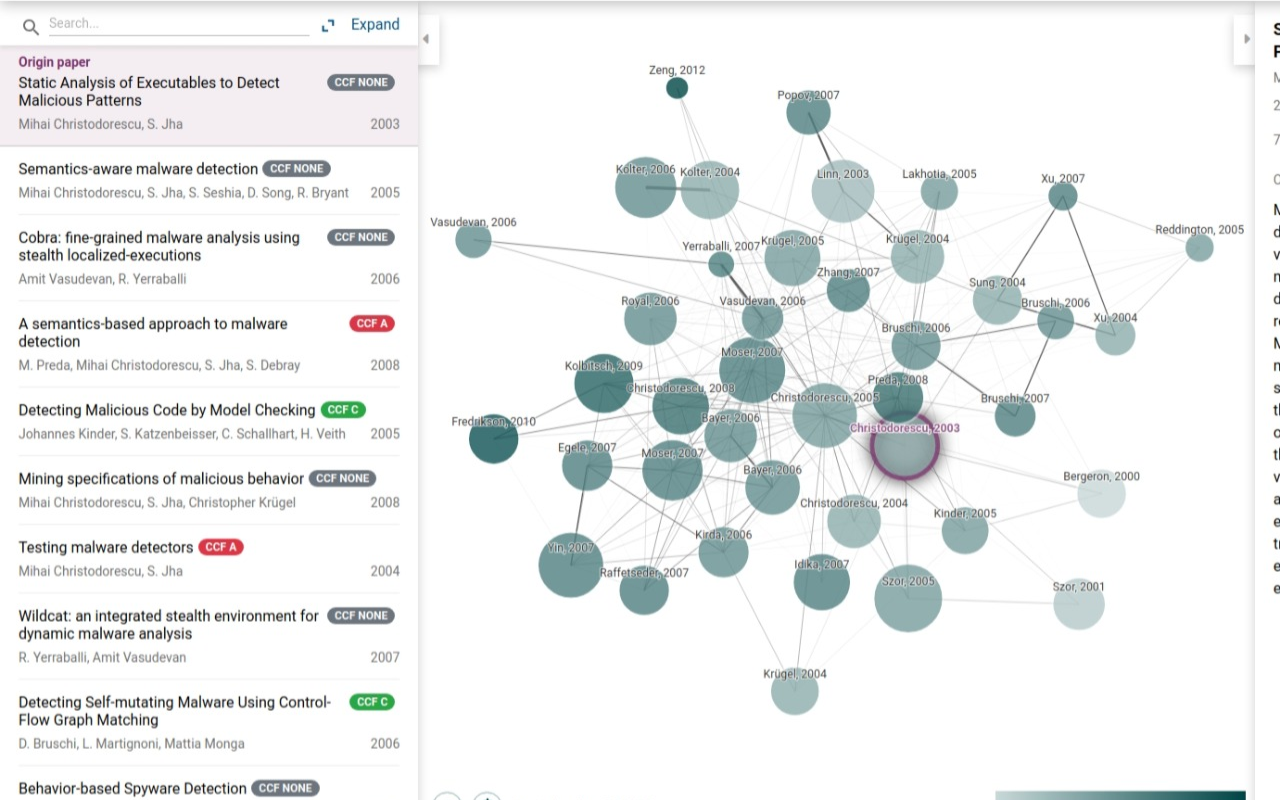 Search...
Expand
Origin paper
Static Analysis of Executables to Detect CCF NONE
Malicious Patterns
Mihai Christodorescu, S. Jha 2003
Semantics-aware malware detection CCF NONE
Mihai Christodorescu, S. Jha, S. Seshia, D. Song, R. Bryant 2005
Cobra: fine-grained malware analysis using CCF NONE
stealth localized-executions
Amit Vasudevan, R. Yerraballi 2006
A semantics-based approach to malware CCF A
detection
M. Preda, Mihai Christodorescu, S. Jha, S. Debray 2008
Detecting Malicious Code by Model Checking CCF C
Johannes Kinder, S. Katzenbeisser, C. Schallhart, H. Veith 2005
Mining specifications of malicious behavior CCF NONE
Mihai Christodorescu, S. Jha, Christopher Krügel 2008
Testing malware detectors CCF A
Mihai Christodorescu, S. Jha 2004
Wildcat: an integrated stealth environment for CCF NONE
dynamic malware analysis
R. Yerraballi, Amit Vasudevan 2007
Detecting Self-mutating Malware Using Control- CCF C
Flow Graph Matching
D. Bruschi, L. Martignoni, Mattia Monga 2006
Behavior-based Spyware Detection CCF NONE
Zeng, 2012
Popov, 2007
Kolter, 2006
Kolter, 2004
Linn, 2003
Lakhotia, 2005
Xu, 2007
Vasudevan, 2006
Reddington, 2005
Yerraballi, 2007
Krügel, 2005
Krügel, 2004
Zhang, 2007
Sung, 2004
Royal, 2006
Vasudevan, 2006
Bruschi, 2006
Xu, 2004
Bruschi, 2006
Moser, 2007
Kolbitsch, 2009
Christodorescu, 2008
Preda, 2008
Christodorescu, 2005
Bruschi, 2007
Fredrikson, 2010
Bayer, 2006
Christodorescu, 2003
Egele, 2007
Moser, 2007
Bayer, 2006
Bergeron, 2000
Christodorescu, 2004
Kinder, 2005
Yin, 2007
Kirda, 2006
Raffetseder, 2007
Idika, 2007
Szor, 2005
Szor, 2001
Krügel, 2004